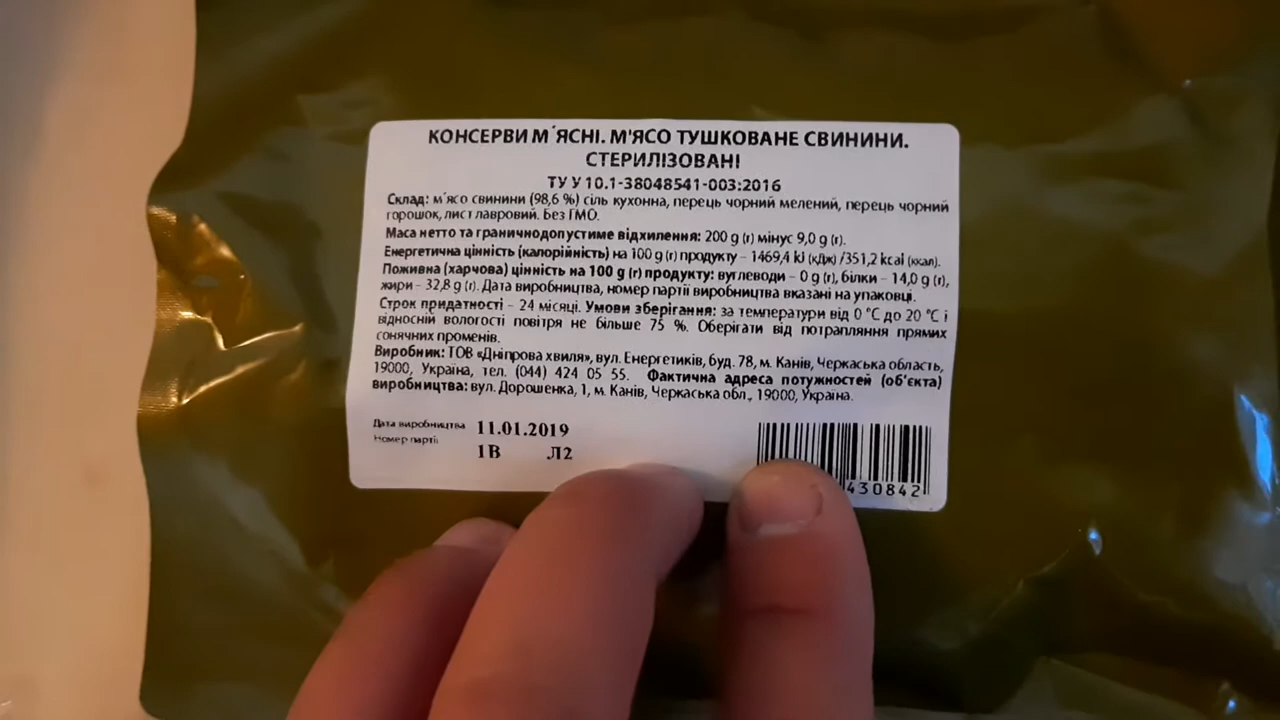 КОНСЕРВИ М´ЯСНІ. М'ЯСО ТУШКОВАНЕ СВИНИНИ.
СТЕРИЛІЗОВАНІ
ТУ У 10.1-38048541-003:2016
Склад: м´ясо свинини (98,6 %) сіль кухонна, перець чорний мелений, перець чорний
горошок, лист лавровий. Без ГМО.
Маса нетто та граничнодопустиме відхилення: 200 g (г) мінус 9,0 g (г).
Енергетична цінність (калорійність) на 100 g (г) продукту – 1469,4 kJ (кДж) /351,2 kcal (ккал).
Поживна (харчова) цінність на 100 g (г) продукту: вуглеводи – 0 g (г), білки – 14,0 g (г),
жири – 32,8 g (г). Дата виробництва, номер партії виробництва вказані на упаковці.
Строк придатності – 24 місяці. Умови зберігання: за температури від 0 °С до 20 °С і
відносній вологості повітря не більше 75 %. Оберігати від потрапляння прямих
сонячних променів.
Виробник: ТОВ «Дніпрова хвиля», вул. Енергетиків, буд. 78, м. Канів, Черкаська область,
19000, Україна, тел. (044) 424 05 55. Фактична адреса потужностей (об'єкта)
виробництва: вул. Дорошенка, 1, м. Канів, Черкаська обл., 19000, Україна.
Дата виробництва 11.01.2019
Номер партії
1В Л2
430842